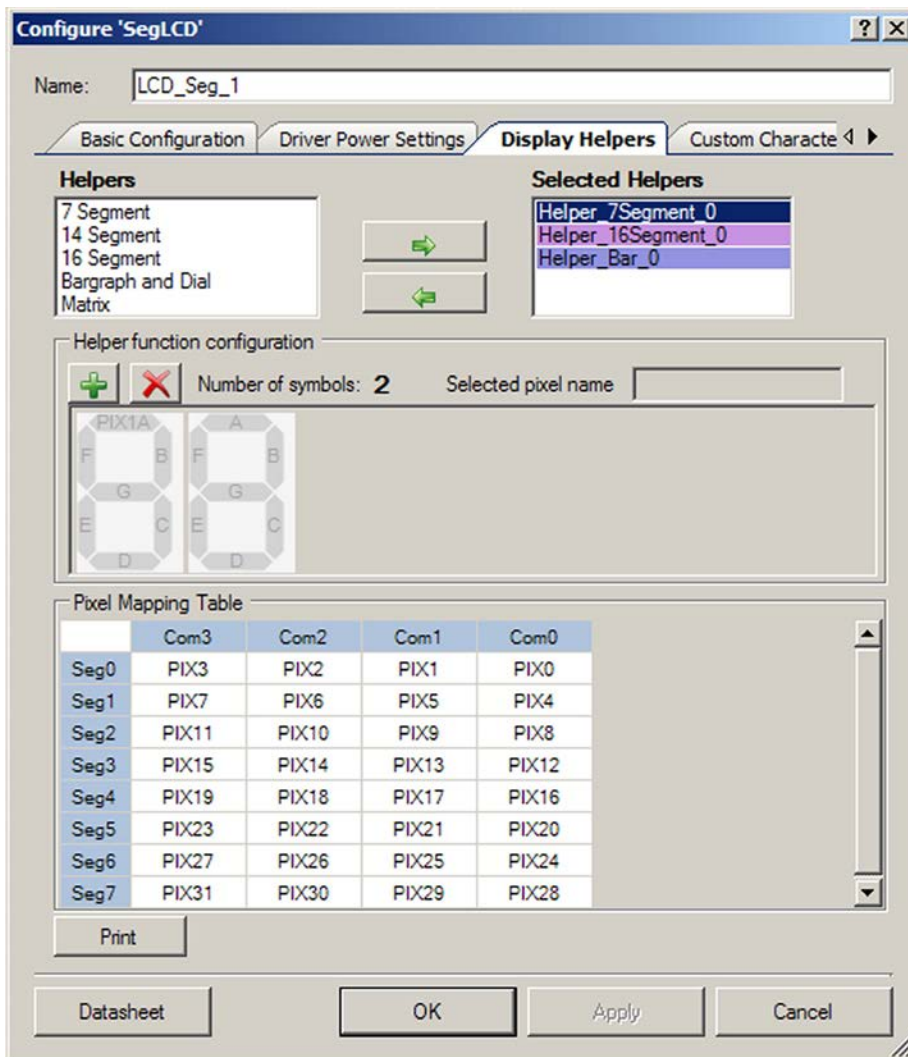 Configure 'SegLCD'
Name: LCD_Seg_1
Basic Configuration Driver Power Settings Display Helpers Custom Characte
Helpers
7 Segment
14 Segment
16 Segment
Bargraph and Dial
Matrix
Selected Helpers
Helper_7Segment_0
Helper_16Segment_0
Helper_Bar_0
Helper function configuration
Number of symbols: 2 Selected pixel name
PIX1A A
F B F B
G G
E C E C
D D
Pixel Mapping Table
Com3 Com2 Com1 Com0
Seg0 PIX3 PIX2 PIX1 PIX0
Seg1 PIX7 PIX6 PIX5 PIX4
Seg2 PIX11 PIX10 PIX9 PIX8
Seg3 PIX15 PIX14 PIX13 PIX12
Seg4 PIX19 PIX18 PIX17 PIX16
Seg5 PIX23 PIX22 PIX21 PIX20
Seg6 PIX27 PIX26 PIX25 PIX24
Seg7 PIX31 PIX30 PIX29 PIX28
Print
Datasheet OK Apply Cancel